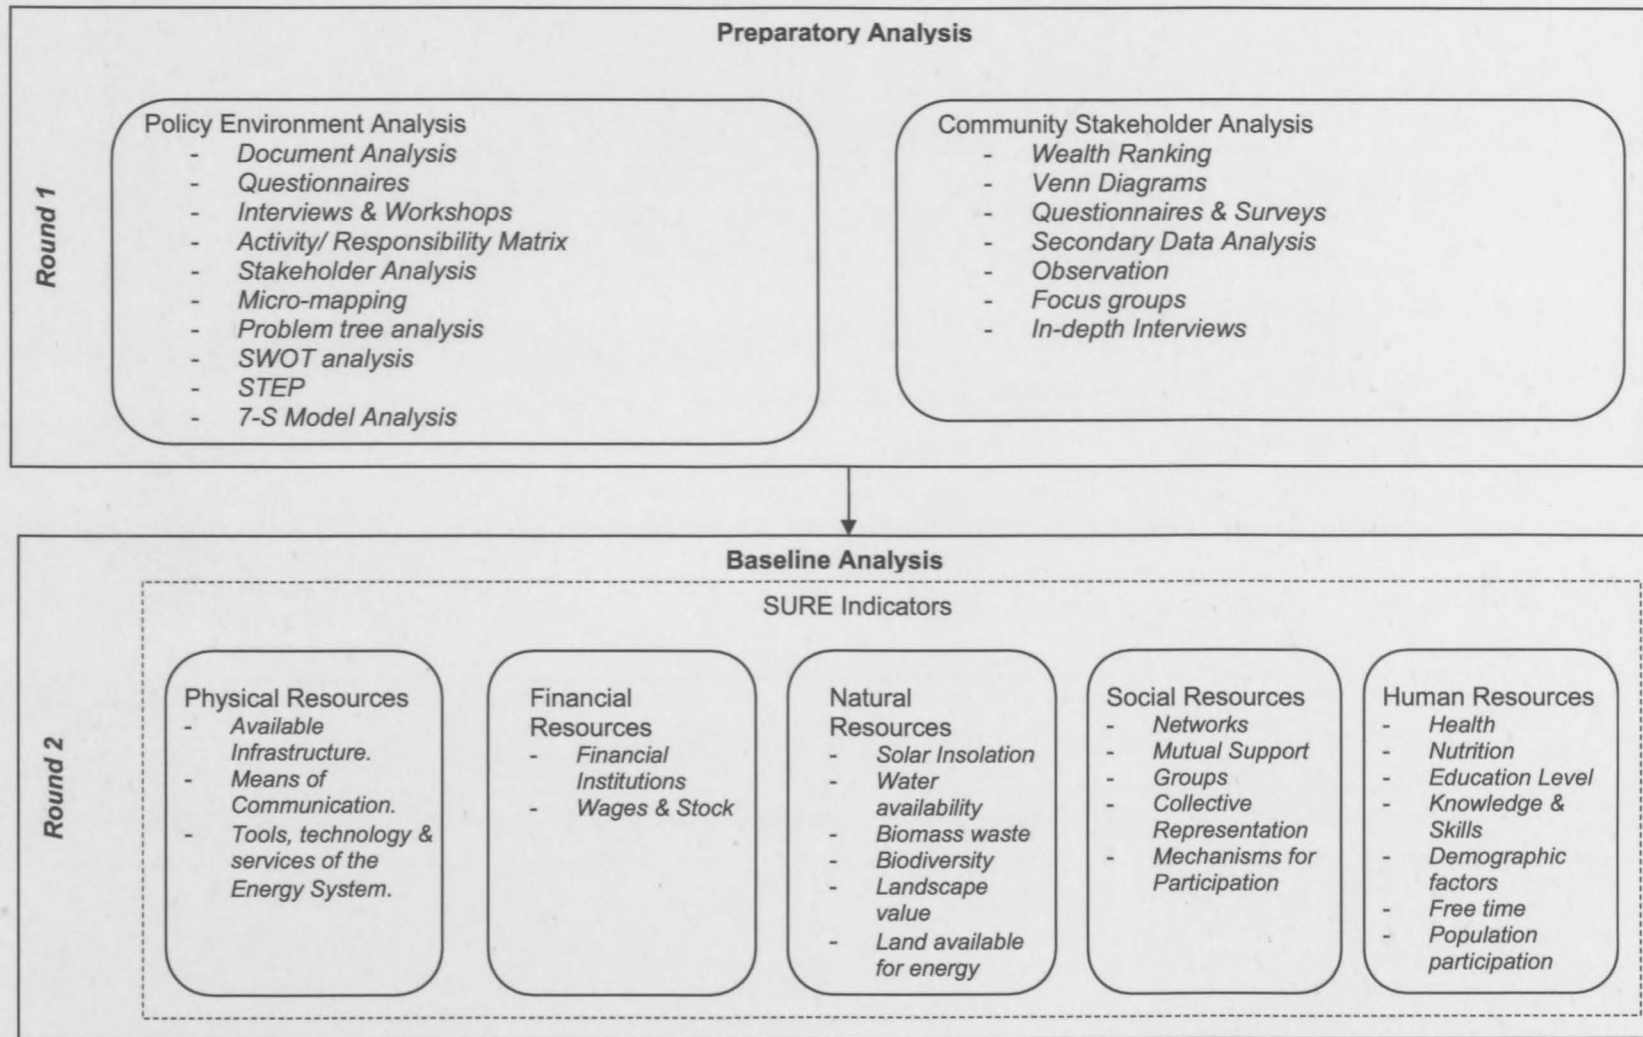 Preparatory Analysis
Round 1
Policy Environment Analysis
- Document Analysis
- Questionnaires
- Interviews & Workshops
- Activity/ Responsibility Matrix
- Stakeholder Analysis
- Micro-mapping
- Problem tree analysis
- SWOT analysis
- STEP
- 7-S Model Analysis
Community Stakeholder Analysis
- Wealth Ranking
- Venn Diagrams
- Questionnaires & Surveys
- Secondary Data Analysis
- Observation
- Focus groups
- In-depth Interviews
Baseline Analysis
Round 2
SURE Indicators
Physical Resources
- Available
Infrastructure.
- Means of
Communication.
- Tools, technology &
services of the
Energy System.
Financial
Resources
- Financial
Institutions
- Wages & Stock
Natural
Resources
- Solar Insolation
- Water
availability
- Biomass waste
- Biodiversity
- Landscape
value
- Land available
for energy
Social Resources
- Networks
- Mutual Support
- Groups
- Collective
Representation
- Mechanisms for
Participation
Human Resources
- Health
- Nutrition
- Education Level
- Knowledge &
Skills
- Demographic
factors
- Free time
- Population
participation